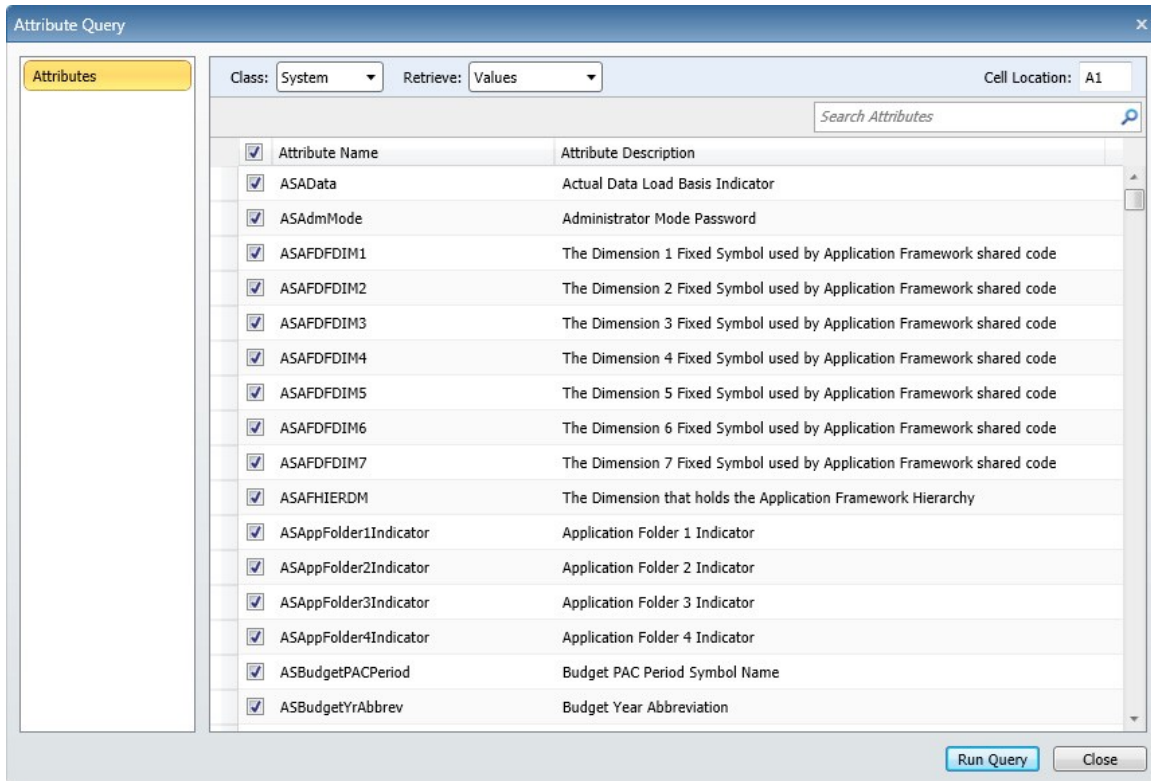 Attribute Query
Attributes
Class: System Retrieve: Values Cell Location: A1
Search Attributes
Attribute Name Attribute Description
ASAData Actual Data Load Basis Indicator
ASAdmMode Administrator Mode Password
ASAFDFDIM1 The Dimension 1 Fixed Symbol used by Application Framework shared code
ASAFDFDIM2 The Dimension 2 Fixed Symbol used by Application Framework shared code
ASAFDFDIM3 The Dimension 3 Fixed Symbol used by Application Framework shared code
ASAFDFDIM4 The Dimension 4 Fixed Symbol used by Application Framework shared code
ASAFDFDIM5 The Dimension 5 Fixed Symbol used by Application Framework shared code
ASAFDFDIM6 The Dimension 6 Fixed Symbol used by Application Framework shared code
ASAFDFDIM7 The Dimension 7 Fixed Symbol used by Application Framework shared code
ASAFHIERDM The Dimension that holds the Application Framework Hierarchy
ASAppFolder1Indicator Application Folder 1 Indicator
ASAppFolder2Indicator Application Folder 2 Indicator
ASAppFolder3Indicator Application Folder 3 Indicator
ASAppFolder4Indicator Application Folder 4 Indicator
ASBudgetPACPeriod Budget PAC Period Symbol Name
ASBudgetYrAbbrev Budget Year Abbreviation
Run Query Close